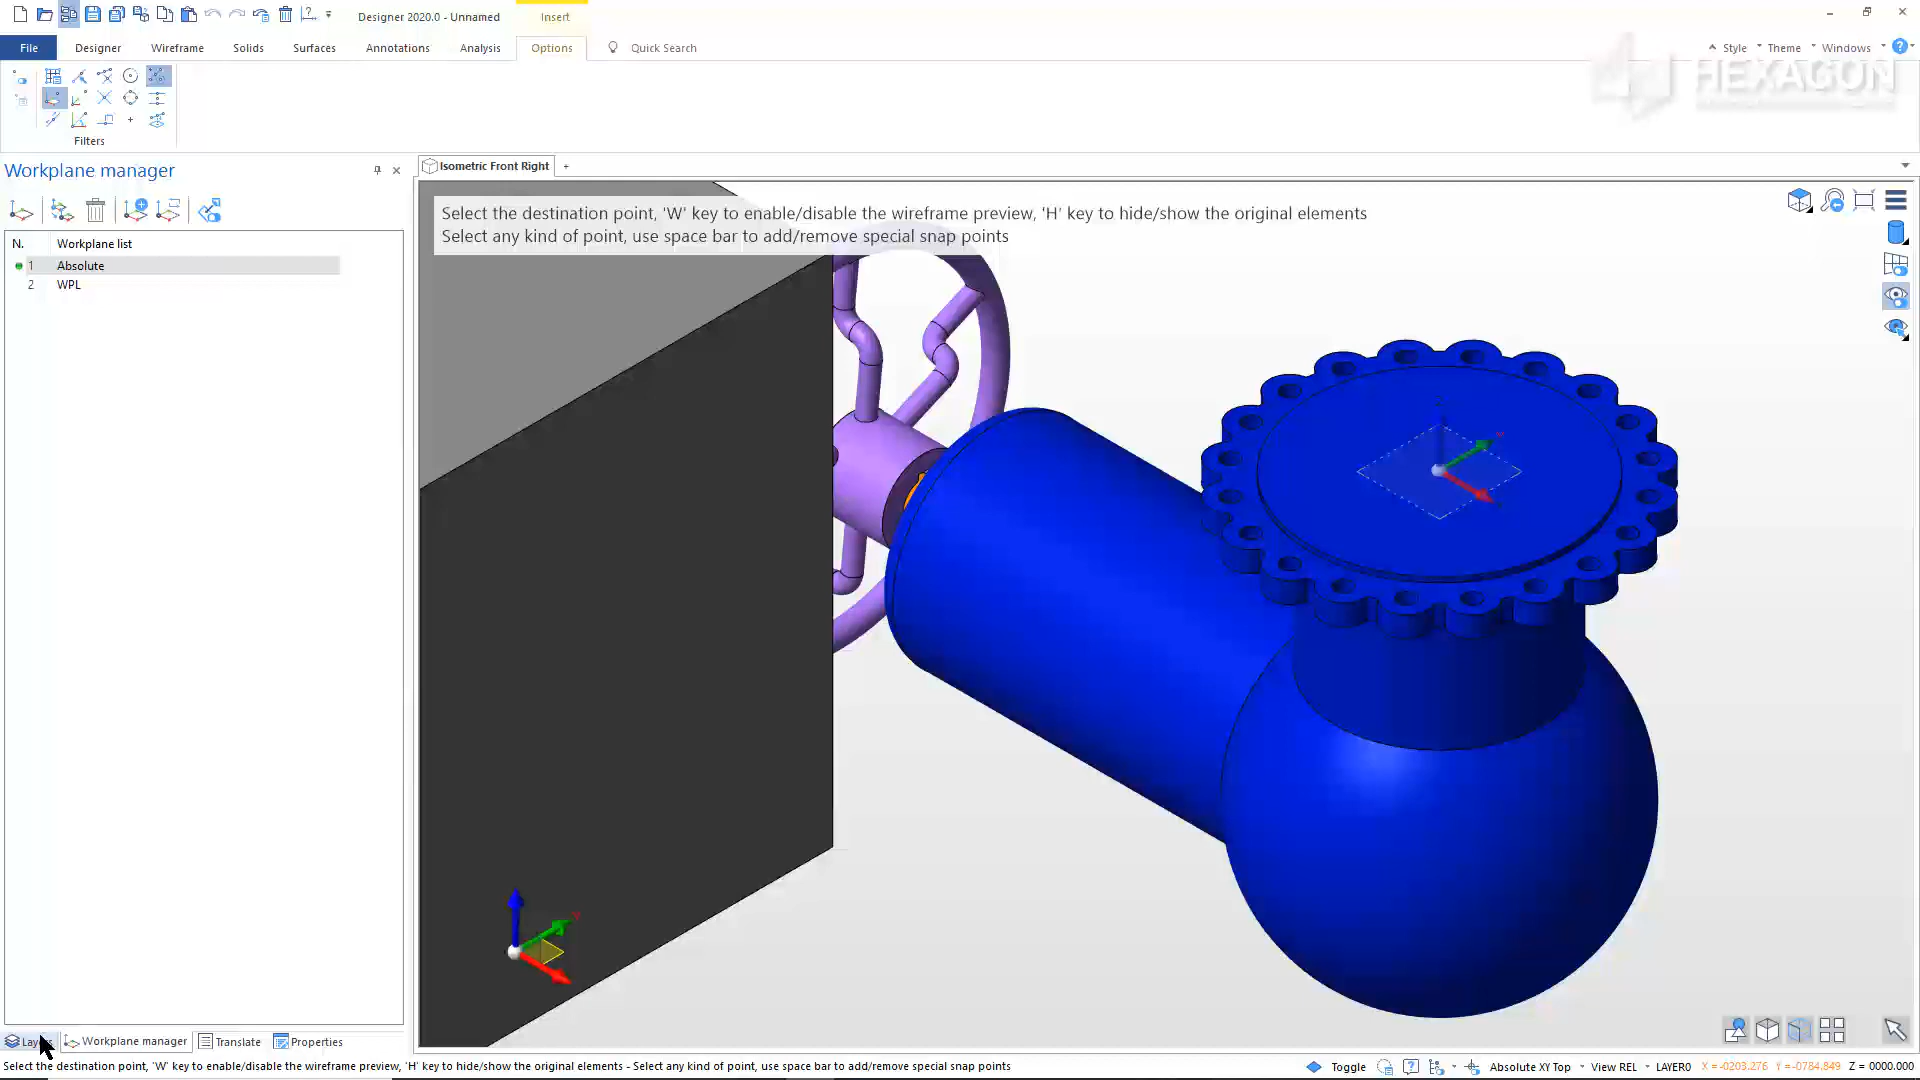 Designer 2020.0 - Unnamed
Insert
File
Designer
Wireframe
Solids
Surfaces
Annotations
Analysis
Options
Quick Search
Style
Theme
Windows
HEXAGON
Filters
Workplane manager
Isometric Front Right
+
Select the destination point, 'W' key to enable/disable the wireframe preview, 'H' key to hide/show the original elements
Select any kind of point, use space bar to add/remove special snap points
N.
Workplane list
1
Absolute
2
WPL
Workplane manager
Translate
Properties
Select the destination point, 'W' key to enable/disable the wireframe preview, 'H' key to hide/show the original elements - Select any kind of point, use space bar to add/remove special snap points
Toggle
Absolute XY Top
View REL
LAYER0
X = -0203.276
Y = -0784.849
Z = 0000.000